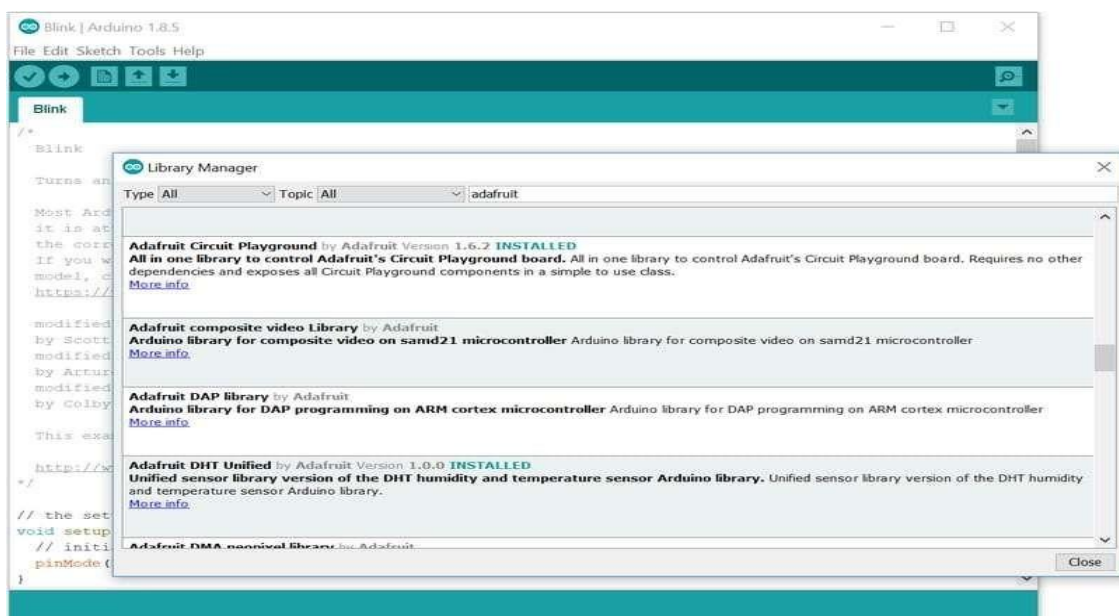 Blink | Arduino 1.8.5
File Edit Sketch Tools Help
Blink
/*
Blink
Turns an
Most Ard
it is at
the corr
If you w
model, c
https://
modified
by Scott
modified
by Artur
modified
by Colby
This exa
http://w
*/
// the set
void setup
// initi
pinMode(
}
Library Manager
Type All Topic All adafruit
Adafruit Circuit Playground by Adafruit Version 1.6.2 INSTALLED
All in one library to control Adafruit's Circuit Playground board. All in one library to control Adafruit's Circuit Playground board. Requires no other
dependencies and exposes all Circuit Playground components in a simple to use class.
More info
Adafruit composite video Library by Adafruit
Arduino library for composite video on samd21 microcontroller Arduino library for composite video on samd21 microcontroller
More info
Adafruit DAP library by Adafruit
Arduino library for DAP programming on ARM cortex microcontroller Arduino library for DAP programming on ARM cortex microcontroller
More info
Adafruit DHT Unified by Adafruit Version 1.0.0 INSTALLED
Unified sensor library version of the DHT humidity and temperature sensor Arduino library. Unified sensor library version of the DHT humidity
and temperature sensor Arduino library.
More info
Adafruit DMA neopixel library by Adafruit
Close